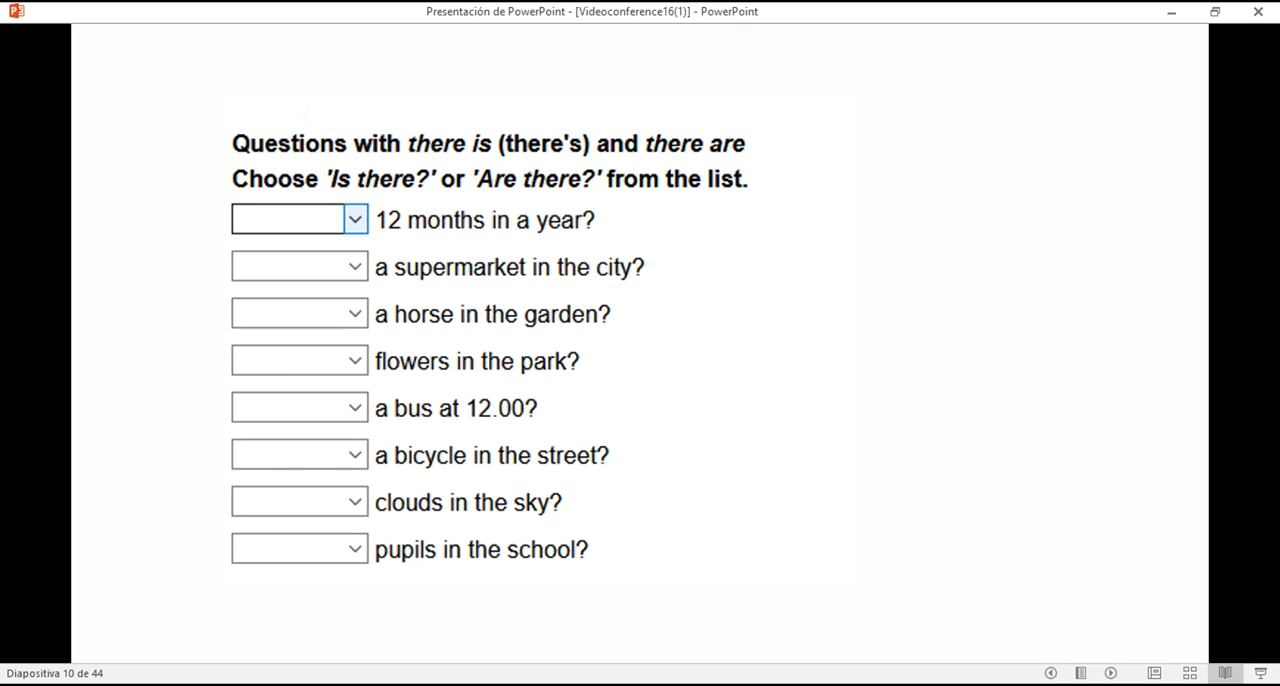 Presentación de PowerPoint - [Videoconference16(1)] - PowerPoint
Questions with there is (there's) and there are
Choose 'Is there?' or 'Are there?' from the list.
12 months in a year?
a supermarket in the city?
a horse in the garden?
flowers in the park?
a bus at 12.00?
a bicycle in the street?
clouds in the sky?
pupils in the school?
Diapositiva 10 de 44